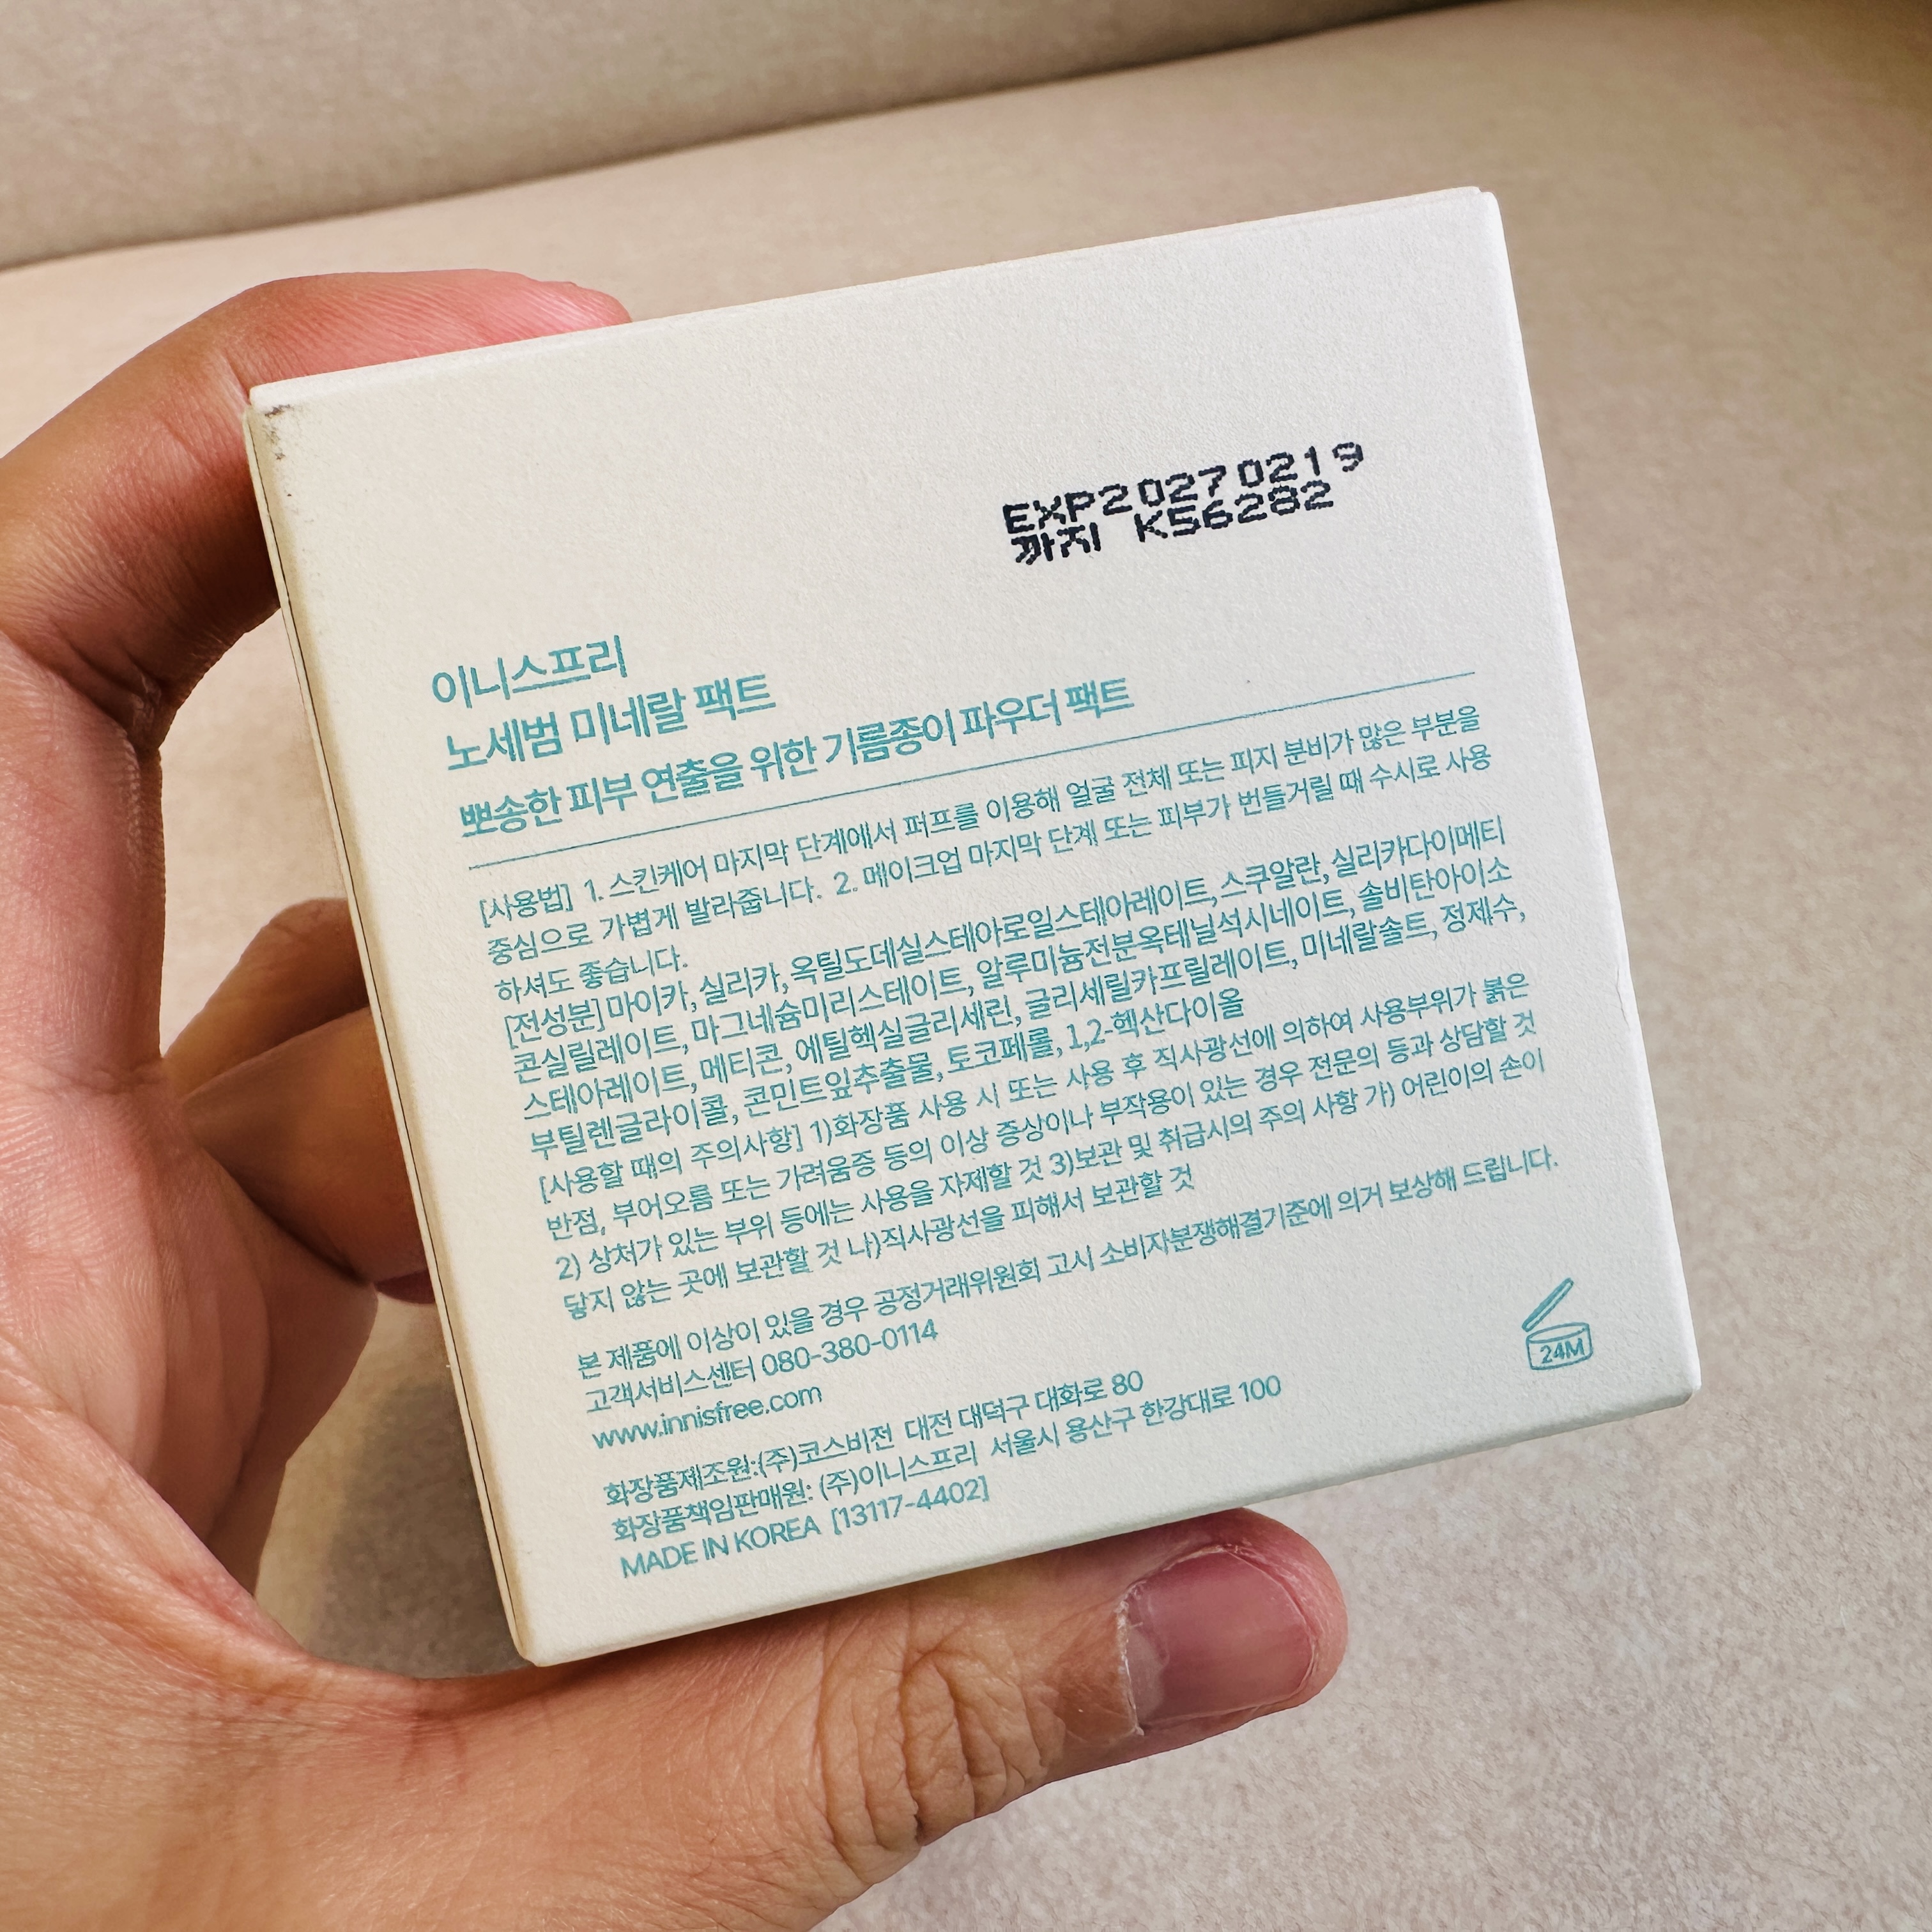 EXP20270219
까지 K56282
이니스프리
노세범 미네랄 팩트
뽀송한 피부 연출을 위한 기름종이 파우더 팩트
[사용법] 1. 스킨케어 마지막 단계에서 퍼프를 이용해 얼굴 전체 또는 피지 분비가 많은 부분을
중심으로 가볍게 발라줍니다. 2. 메이크업 마지막 단계 또는 피부가 번들거릴 때 수시로 사용
하셔도 좋습니다.
[전성분] 마이카, 실리카, 옥틸도데실스테아로일스테아레이트, 스쿠알란, 실리카다이메티
콘실릴레이트, 마그네슘미리스테이트, 알루미늄전분옥테닐석시네이트, 솔비탄아이소
스테아레이트, 메티콘, 에틸헥실글리세린, 글리세릴카프릴레이트, 미네랄솔트, 정제수,
부틸렌글라이콜, 콘민트잎추출물, 토코페롤, 1,2-헥산다이올
[사용할 때의 주의사항] 1)화장품 사용 시 또는 사용 후 직사광선에 의하여 사용부위가 붉은
반점, 부어오름 또는 가려움증 등의 이상 증상이나 부작용이 있는 경우 전문의 등과 상담할 것
2) 상처가 있는 부위 등에는 사용을 자제할 것 3)보관 및 취급시의 주의 사항 가) 어린이의 손이
닿지 않는 곳에 보관할 것 나)직사광선을 피해서 보관할 것
본 제품에 이상이 있을 경우 공정거래위원회 고시 소비자분쟁해결기준에 의거 보상해 드립니다.
고객서비스센터 080-380-0114
www.innisfree.com
화장품제조원:(주)코스비전 대전 대덕구 대화로 80
화장품책임판매원: (주)이니스프리 서울시 용산구 한강대로 100
MADE IN KOREA [13117-4402]
24M